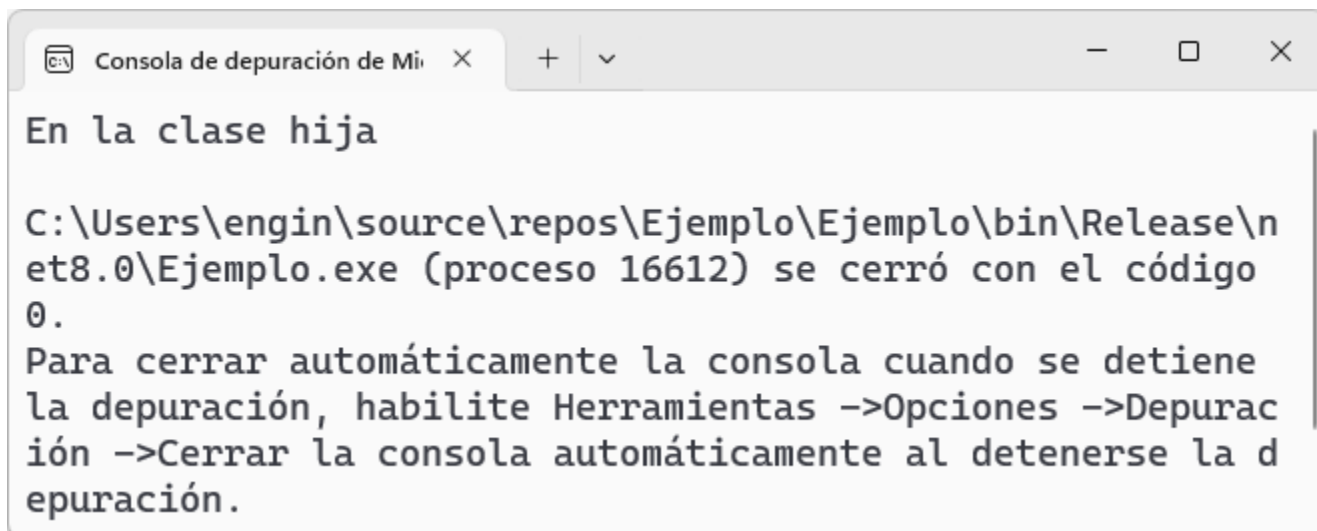 Consola de depuración de Mi
En la clase hija
C:\Users\engin\source\repos\Ejemplo\Ejemplo\bin\Release\n
et8.0\Ejemplo.exe (proceso 16612) se cerró con el código
0.
Para cerrar automáticamente la consola cuando se detiene
la depuración, habilite Herramientas ->Opciones ->Depurac
ión ->Cerrar la consola automáticamente al detenerse la d
epuración.